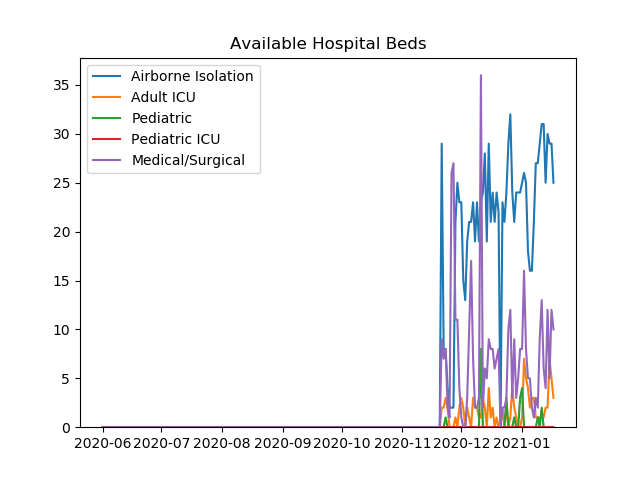 Available Hospital Beds
Airborne Isolation
Adult ICU
Pediatric
Pediatric ICU
Medical/Surgical
35
30
25
20
15
10
5
0
2020-06 2020-07 2020-08 2020-09 2020-10 2020-11 2020-12 2021-01